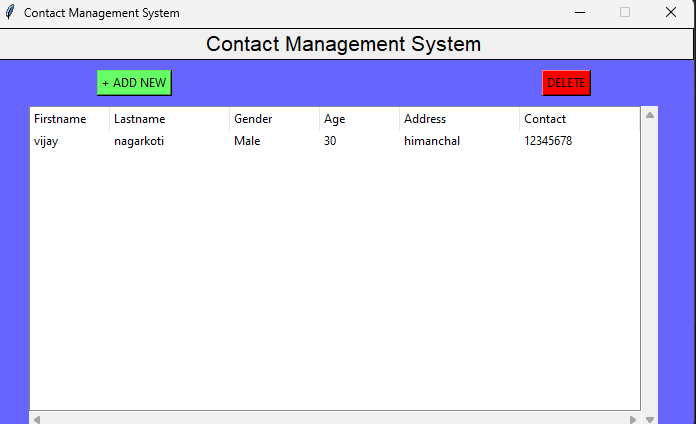 Contact Management System
Contact Management System
+ ADD NEW DELETE
Firstname Lastname Gender Age Address Contact
vijay nagarkoti Male 30 himanchal 12345678